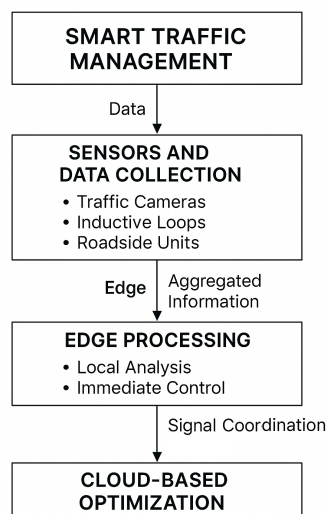 SMART TRAFFIC
MANAGEMENT
Data
SENSORS AND
DATA COLLECTION
• Traffic Cameras
• Inductive Loops
• Roadside Units
Edge
Aggregated
Information
EDGE PROCESSING
• Local Analysis
• Immediate Control
Signal Coordination
CLOUD-BASED
OPTIMIZATION